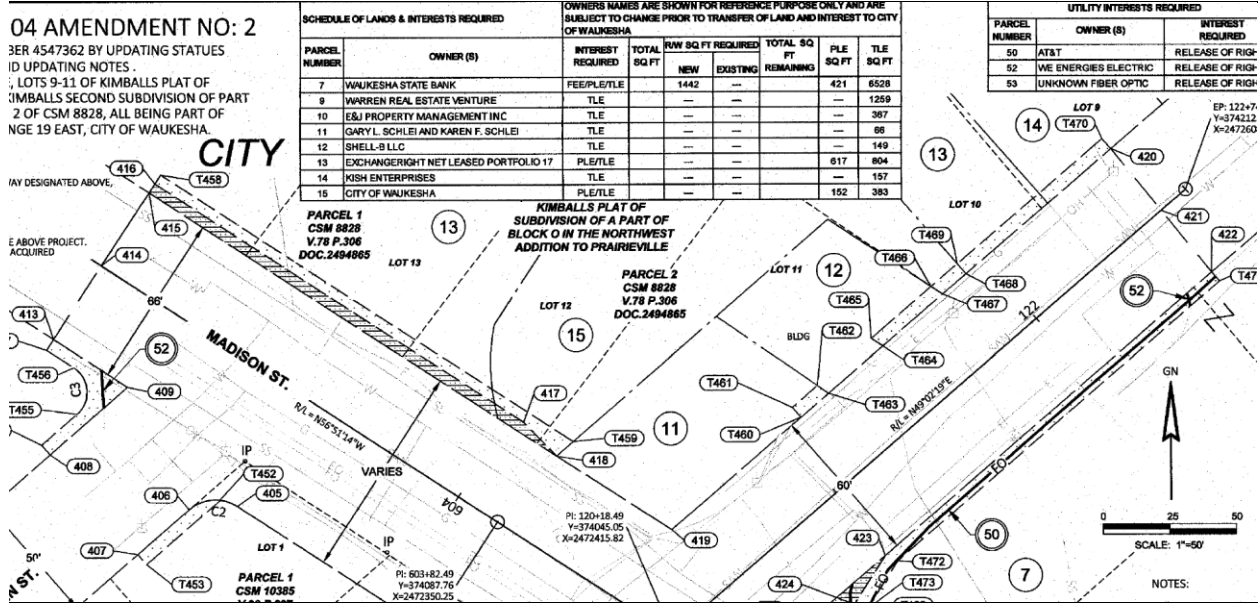 04 AMENDMENT NO: 2
BER 4547362 BY UPDATING STATUES
ID UPDATING NOTES .
, LOTS 9-11 OF KIMBALLS PLAT OF
KIMBALLS SECOND SUBDIVISION OF PART
2 OF CSM 8828, ALL BEING PART OF
NGE 19 EAST, CITY OF WAUKESHA.
CITY
WAY DESIGNATED ABOVE,
E ABOVE PROJECT.
ACQUIRED
SCHEDULE OF LANDS & INTERESTS REQUIRED
OWNERS NAMES ARE SHOWN FOR REFERENCE PURPOSE ONLY AND ARE
SUBJECT TO CHANGE PRIOR TO TRANSFER OF LAND AND INTEREST TO CITY
OF WAUKESHA
PARCEL NUMBER OWNER(S) INTEREST REQUIRED TOTAL SQ FT R/W SQ FT REQUIRED NEW EXISTING TOTAL SQ FT REMAINING PLE SQ FT TLE SQ FT
7 WAUKESHA STATE BANK FEE/PLE/TLE 1442 --- 421 6528
9 WARREN REAL ESTATE VENTURE TLE --- --- --- 1259
10 E&J PROPERTY MANAGEMENT INC TLE --- --- --- 367
11 GARY L. SCHLEI AND KAREN F. SCHLEI TLE --- --- --- 66
12 SHELL-B LLC TLE --- --- --- 149
13 EXCHANGERIGHT NET LEASED PORTFOLIO 17 PLE/TLE --- --- 617 804
14 KISH ENTERPRISES TLE --- --- --- 157
15 CITY OF WAUKESHA PLE/TLE --- --- 152 383
UTILITY INTERESTS REQUIRED
PARCEL NUMBER OWNER (S) INTEREST REQUIRED
50 AT&T RELEASE OF RIGH
52 WE ENERGIES ELECTRIC RELEASE OF RIGH
53 UNKNOWN FIBER OPTIC RELEASE OF RIGH
LOT 9
EP: 122+7
Y=374212
X=247260
14
T470
420
13
LOT 10
421
422
T47
416
T458
415
414
66'
413
T456
52
C3
409
T455
408
PARCEL 1
CSM 8828
V.78 P.306
DOC.2494865
13
LOT 13
KIMBALLS PLAT OF
SUBDIVISION OF A PART OF
BLOCK O IN THE NORTHWEST
ADDITION TO PRAIRIEVILLE
PARCEL 2
CSM 8828
V.78 P.306
DOC.2494865
LOT 12
15
LOT 11
12
T469
T466
T468
T467
T465
T462
BLDG
T464
T461
T463
T460
52
122
R/L = N49°02'19"E
MADISON ST.
R/L = N56°51'14"W
417
T459
418
11
VARIES
604
IP
T452
406
405
C2
407
LOT 1
T453
IP
50'
N ST.
PARCEL 1
CSM 10385
PI: 603+82.49
Y=374087.76
X=2472350.25
PI: 120+18.49
Y=374045.05
X=2472415.82
419
60'
FO
50
423
T472
424
T473
FO
7
GN
0 25 50
SCALE: 1"=50'
NOTES: